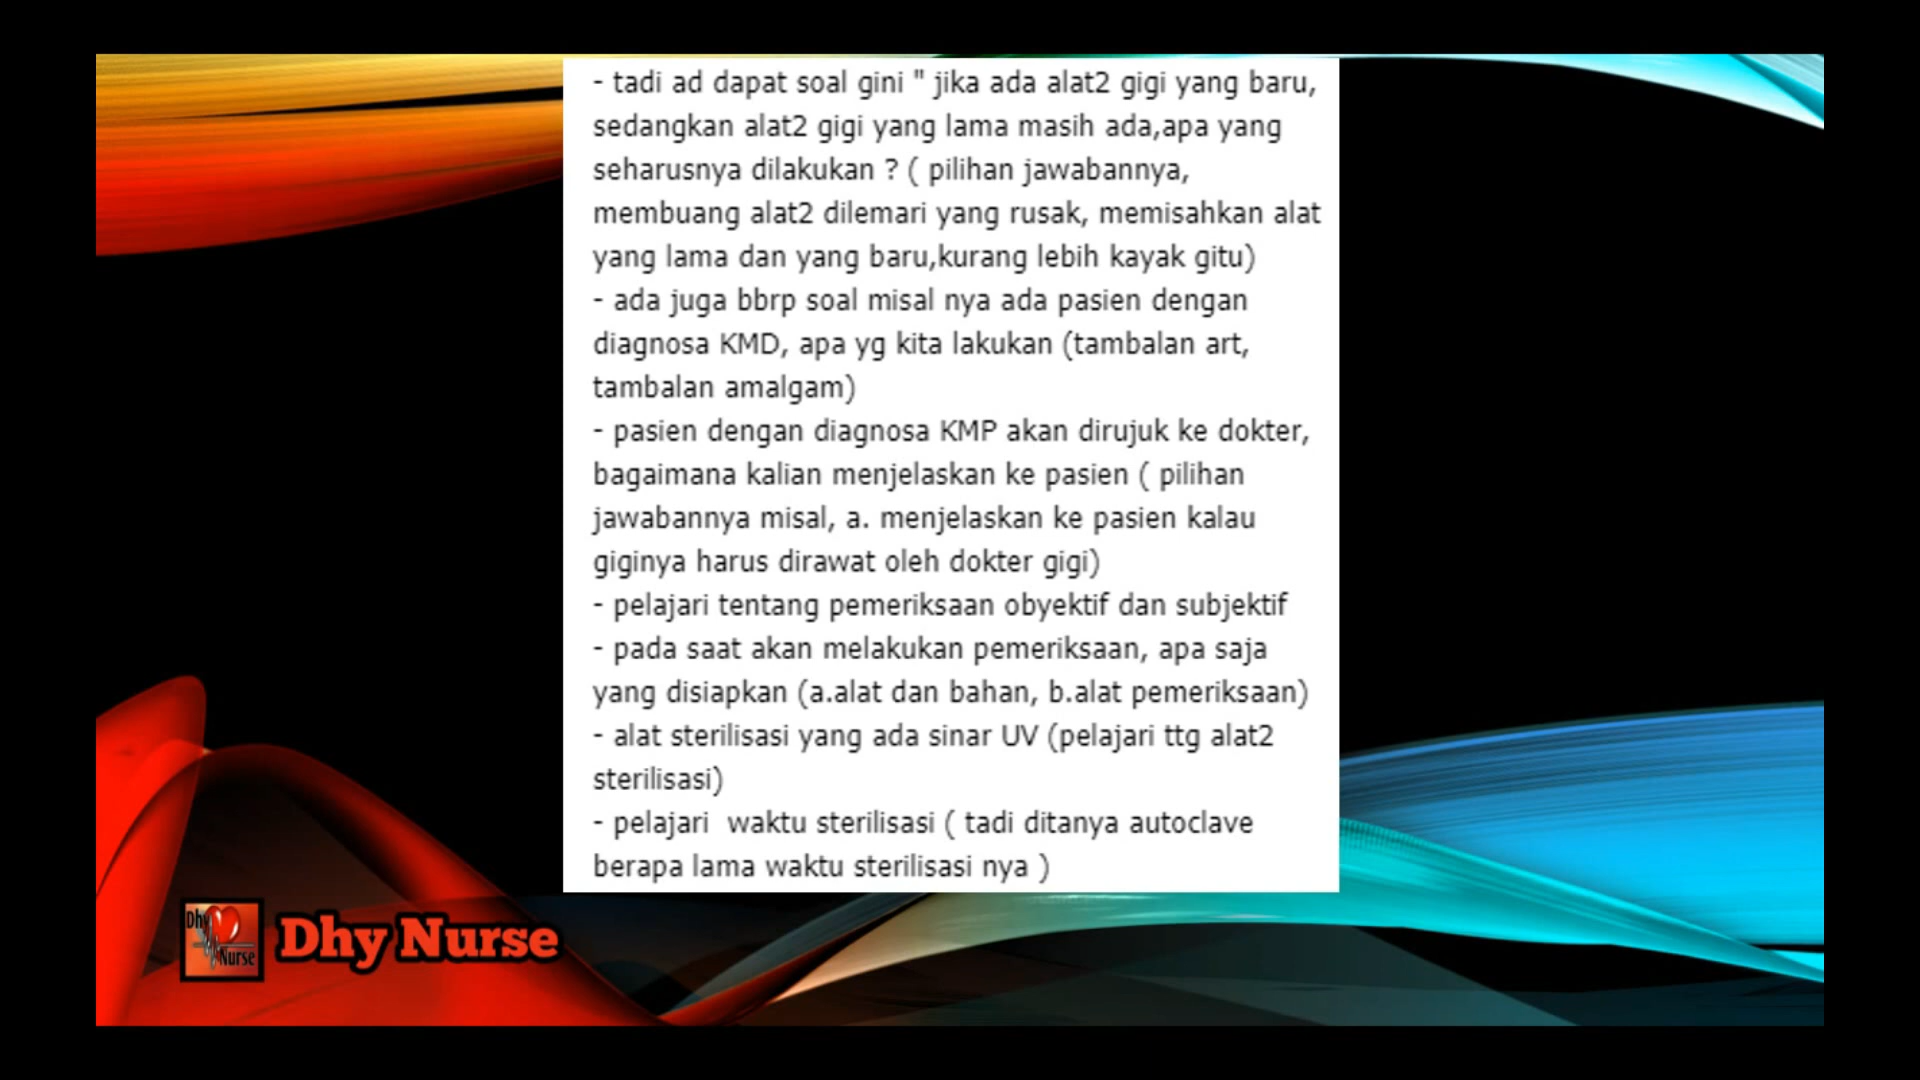 - tadi ad dapat soal gini " jika ada alat2 gigi yang baru,
sedangkan alat2 gigi yang lama masih ada,apa yang
seharusnya dilakukan ? ( pilihan jawabannya,
membuang alat2 dilemari yang rusak, memisahkan alat
yang lama dan yang baru,kurang lebih kayak gitu)
- ada juga bbrp soal misal nya ada pasien dengan
diagnosa KMD, apa yg kita lakukan (tambalan art,
tambalan amalgam)
- pasien dengan diagnosa KMP akan dirujuk ke dokter,
bagaimana kalian menjelaskan ke pasien ( pilihan
jawabannya misal, a. menjelaskan ke pasien kalau
giginya harus dirawat oleh dokter gigi)
- pelajari tentang pemeriksaan obyektif dan subjektif
- pada saat akan melakukan pemeriksaan, apa saja
yang disiapkan (a.alat dan bahan, b.alat pemeriksaan)
- alat sterilisasi yang ada sinar UV (pelajari ttg alat2
sterilisasi)
- pelajari  waktu sterilisasi ( tadi ditanya autoclave
berapa lama waktu sterilisasi nya )
Dhy
Nurse
Dhy Nurse